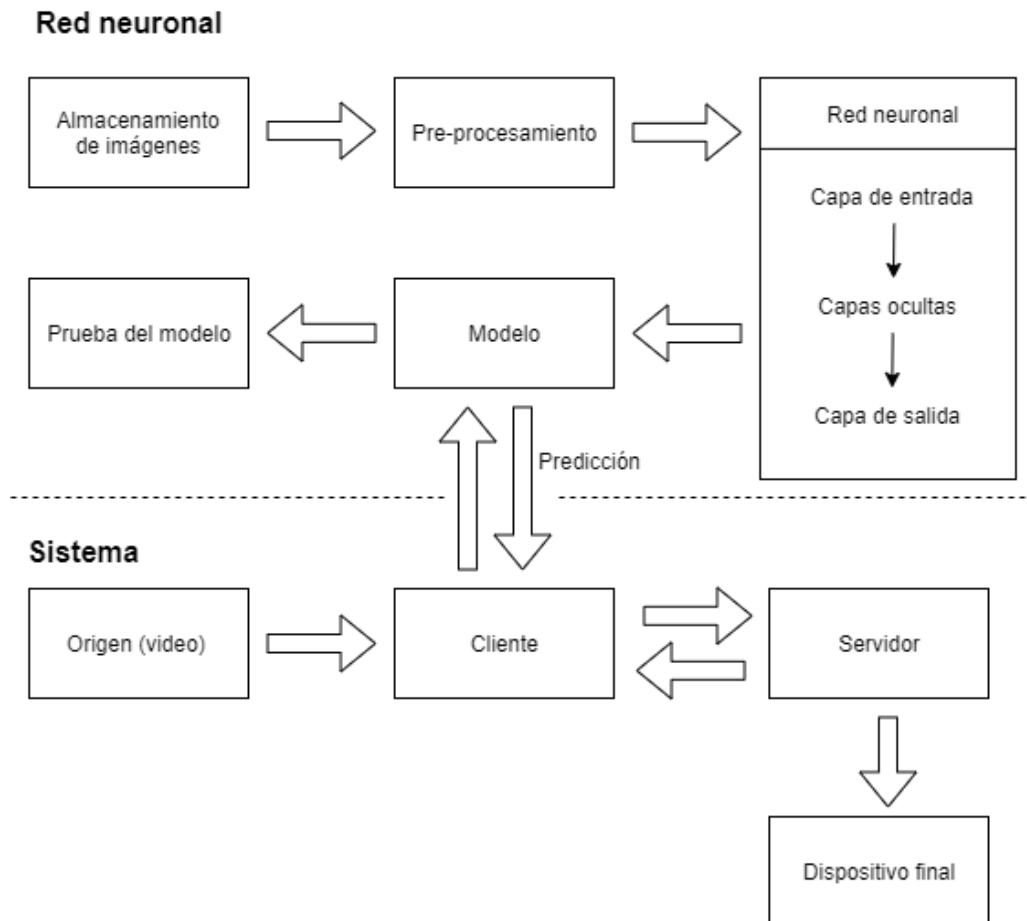 Red neuronal
Almacenamiento
de imágenes
Pre-procesamiento
Red neuronal
Capa de entrada
Capas ocultas
Capa de salida
Prueba del modelo
Modelo
Predicción
Sistema
Origen (video)
Cliente
Servidor
Dispositivo final